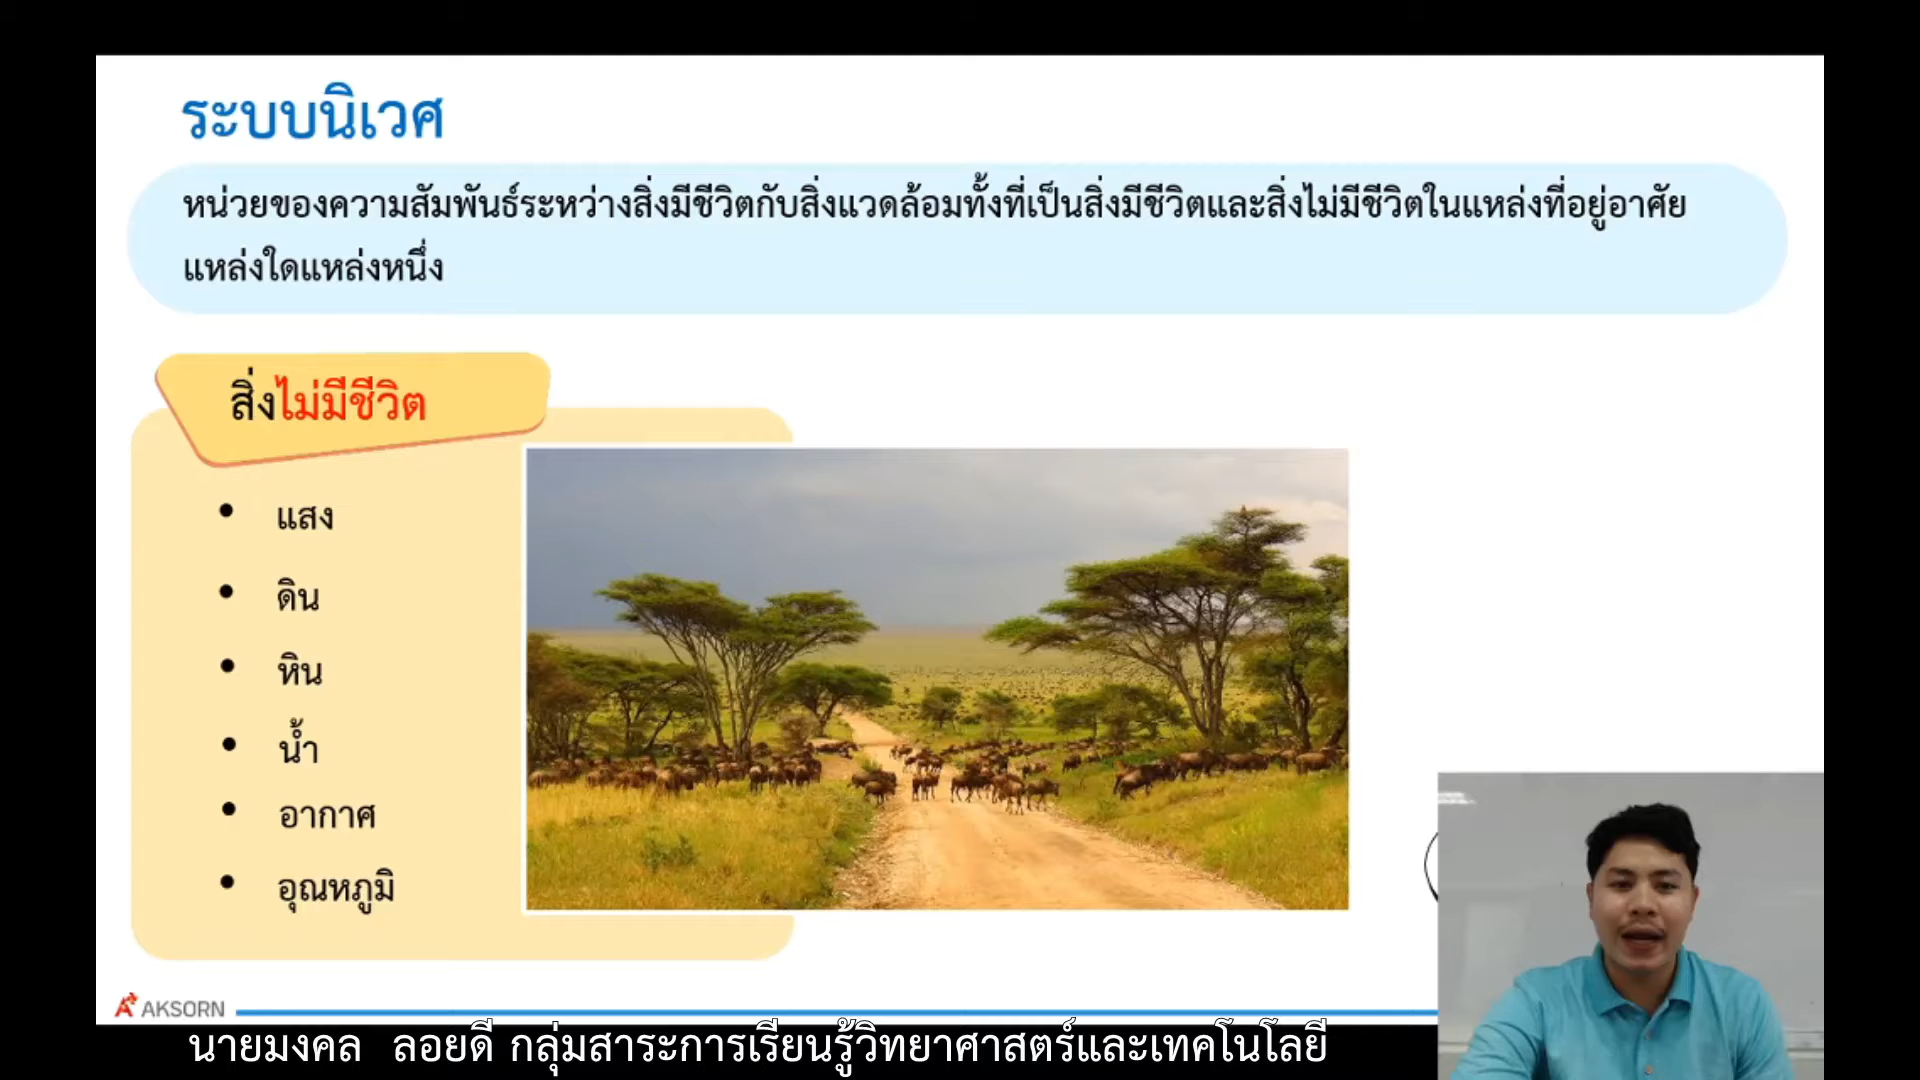 ระบบนิเวศ
หน่วยของความสัมพันธ์ระหว่างสิ่งมีชีวิตกับสิ่งแวดล้อมทั้งที่เป็นสิ่งมีชีวิตและสิ่งไม่มีชีวิตในแหล่งที่อยู่อาศัย
แหล่งใดแหล่งหนึ่ง
สิ่งไม่มีชีวิต
• แสง
• ดิน
• หิน
• น้ำ
• อากาศ
• อุณหภูมิ
AKSORN
นายมงคล ลอยดี กลุ่มสาระการเรียนรู้วิทยาศาสตร์และเทคโนโลยี